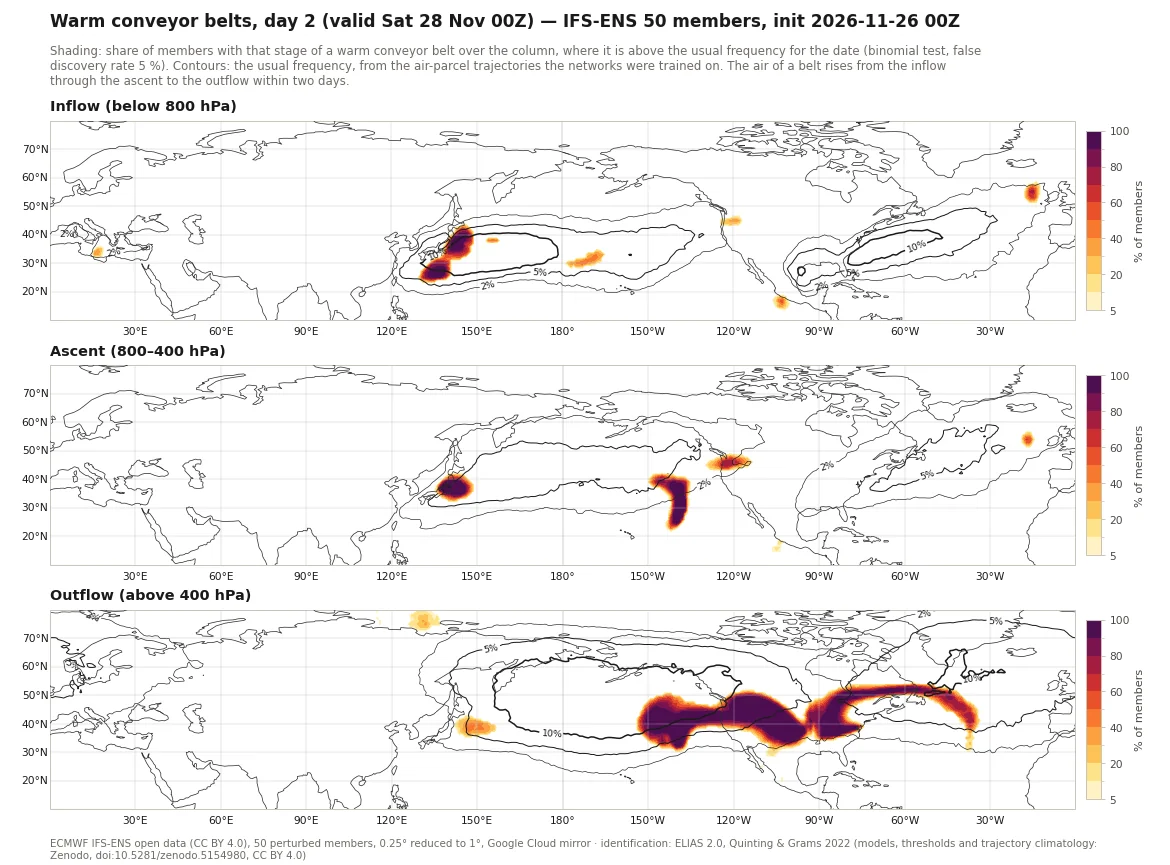 Warm conveyor belts, day 2 (valid Sat 28 Nov 00Z) — IFS-ENS 50 members, init 2026-11-26 00Z
Shading: share of members with that stage of a warm conveyor belt over the column, where it is above the usual frequency for the date (binomial test, false
discovery rate 5 %). Contours: the usual frequency, from the air-parcel trajectories the networks were trained on. The air of a belt rises from the inflow
through the ascent to the outflow within two days.
Inflow (below 800 hPa)
70°N
60°N
50°N
40°N
30°N
20°N
2%
2%
5%
2%
10%
5%
2%
30°E 60°E 90°E 120°E 150°E 180° 150°W 120°W 90°W 60°W 30°W
100
80
60
40
20
5
% of members
Ascent (800–400 hPa)
70°N
60°N
50°N
40°N
30°N
20°N
2%
2%
5%
30°E 60°E 90°E 120°E 150°E 180° 150°W 120°W 90°W 60°W 30°W
100
80
60
40
20
5
% of members
Outflow (above 400 hPa)
70°N
60°N
50°N
40°N
30°N
20°N
5%
10%
2%
5%
10%
30°E 60°E 90°E 120°E 150°E 180° 150°W 120°W 90°W 60°W 30°W
100
80
60
40
20
5
% of members
ECMWF IFS-ENS open data (CC BY 4.0), 50 perturbed members, 0.25° reduced to 1°, Google Cloud mirror · identification: ELIAS 2.0, Quinting & Grams 2022 (models, thresholds and trajectory climatology:
Zenodo, doi:10.5281/zenodo.5154980, CC BY 4.0)